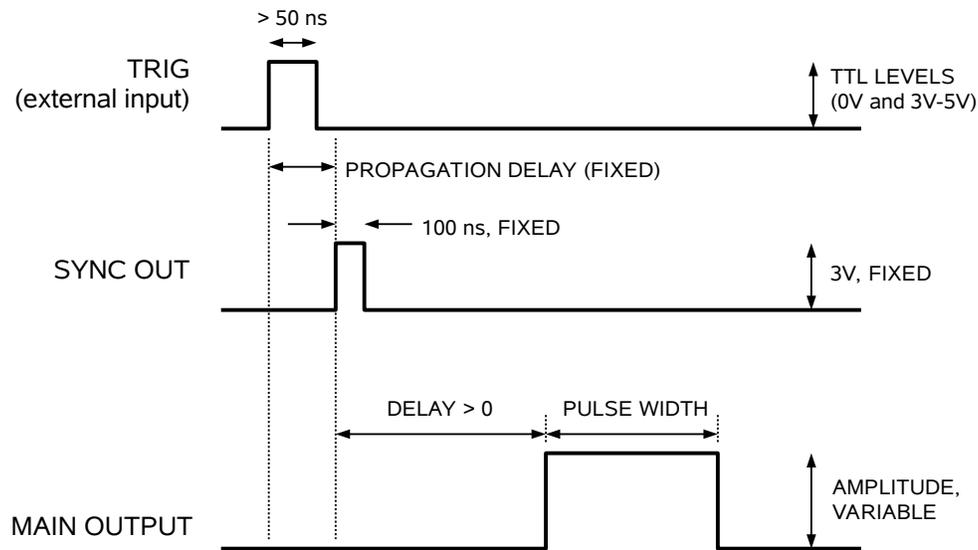 > 50 ns
TRIG
(external input)
TTL LEVELS
(0V and 3V-5V)
PROPAGATION DELAY (FIXED)
100 ns, FIXED
SYNC OUT
3V, FIXED
DELAY > 0
PULSE WIDTH
AMPLITUDE,
VARIABLE
MAIN OUTPUT